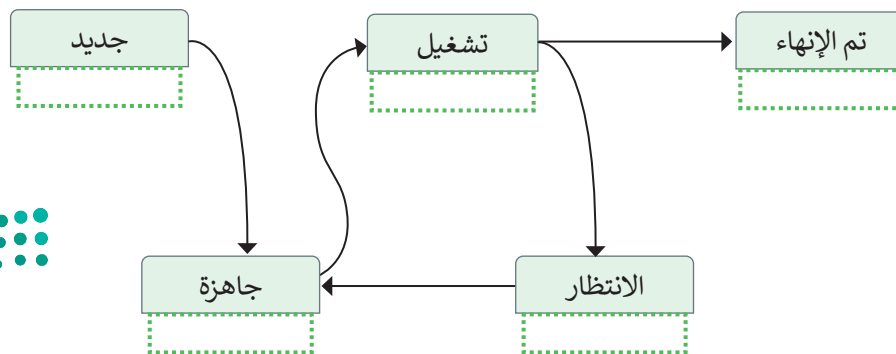 تم الإنهاء
تشغيل
جديد
الانتظار
جاهزة